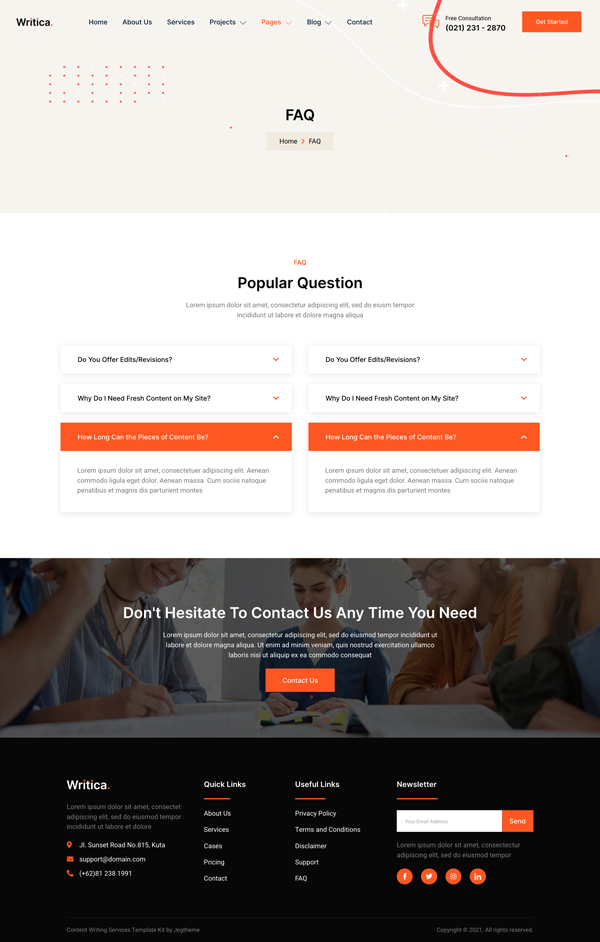 Writica.
Home
About Us
Services
Projects
Pages
Blog
Contact
Free Consultation
(021) 231 - 2870
Get Started
FAQ
Home
FAQ
FAQ
Popular Question
Lorem ipsum dolor sit amet, consectetur adipiscing elit, sed do eiusm tempor
incididunt ut labore et dolore magna aliqua
Do You Offer Edits/Revisions?
Why Do I Need Fresh Content on My Site?
How Long Can the Pieces of Content Be?
Lorem ipsum dolor sit amet, consectetuer adipiscing elit. Aenean
commodo ligula eget dolor. Aenean massa. Cum sociis natoque
penatibus et magnis dis parturient montes
Do You Offer Edits/Revisions?
Why Do I Need Fresh Content on My Site?
How Long Can the Pieces of Content Be?
Lorem ipsum dolor sit amet, consectetuer adipiscing elit. Aenean
commodo ligula eget dolor. Aenean massa. Cum sociis natoque
penatibus et magnis dis parturient montes
Don't Hesitate To Contact Us Any Time You Need
Lorem ipsum dolor sit amet, consectetur adipiscing elit, sed do eiusmod tempor incididunt ut
labore et dolore magna aliqua. Ut enim ad minim veniam, quis nostrud exercitation ullamco
laboris nisi ut aliquip ex ea commodo consequat
Contact Us
Writica.
Lorem ipsum dolor sit amet, consectetur
adipiscing elit, sed do eiusmod tempor
incididunt ut labore et dolore
Jl. Sunset Road No.815, Kuta
support@domain.com
(+62)81 238 1991
Quick Links
About Us
Services
Cases
Pricing
Contact
Useful Links
Privacy Policy
Terms and Conditions
Disclaimer
Support
FAQ
Newsletter
Your Email Address
Send
Lorem ipsum dolor sit amet, consectetur
adipiscing elit, sed do eiusmod tempor
Content Writing Services Template Kit by Jegtheme
Copyright © 2021. All rights reserved.